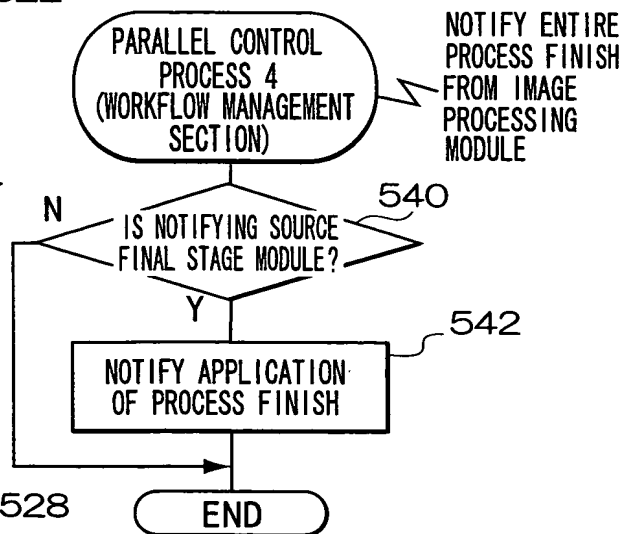 PARALLEL CONTROL
PROCESS 4
(WORKFLOW MANAGEMENT
SECTION)
NOTIFY ENTIRE
PROCESS FINISH
FROM IMAGE
PROCESSING
MODULE
N
540
IS NOTIFYING SOURCE
FINAL STAGE MODULE?
Y
542
NOTIFY APPLICATION
OF PROCESS FINISH
528
END